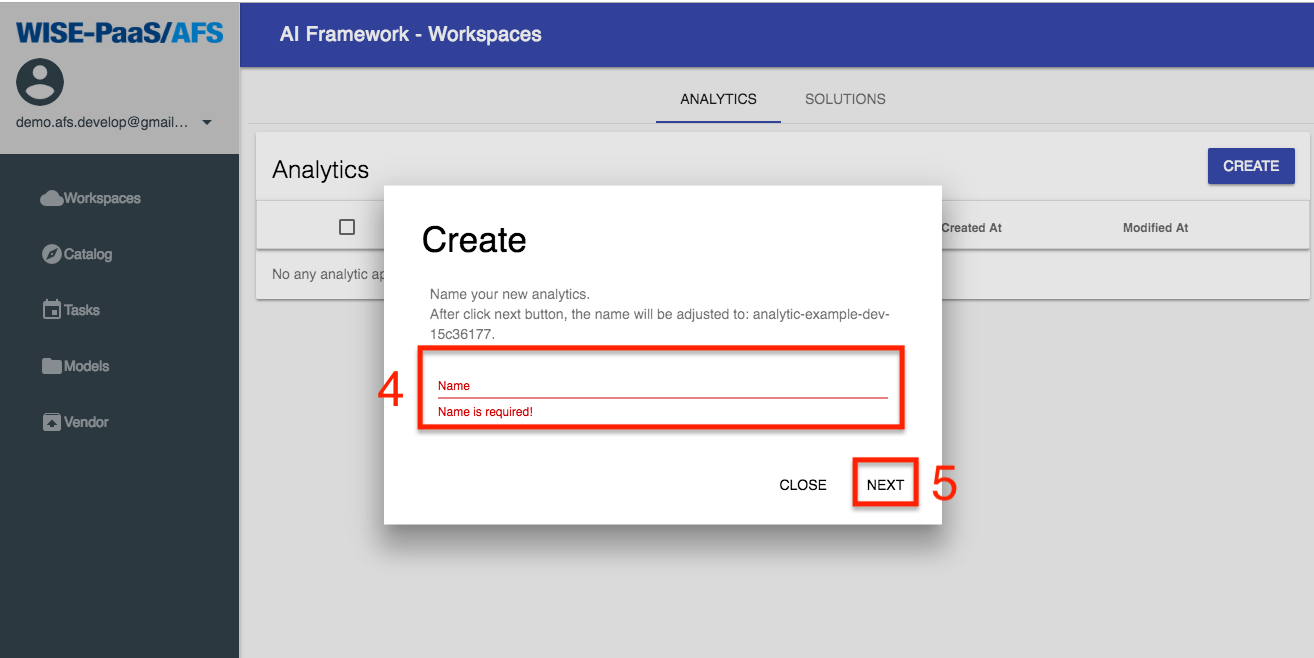 WISE-PaaS/AFS
demo.afs.develop@gmail...
Workspaces
Catalog
Tasks
Models
Vendor
AI Framework - Workspaces
ANALYTICS
SOLUTIONS
Analytics
CREATE
Created At
Modified At
No any analytic ap
Create
Name your new analytics.
After click next button, the name will be adjusted to: analytic-example-dev-
15c36177.
4
Name
Name is required!
CLOSE
NEXT
5